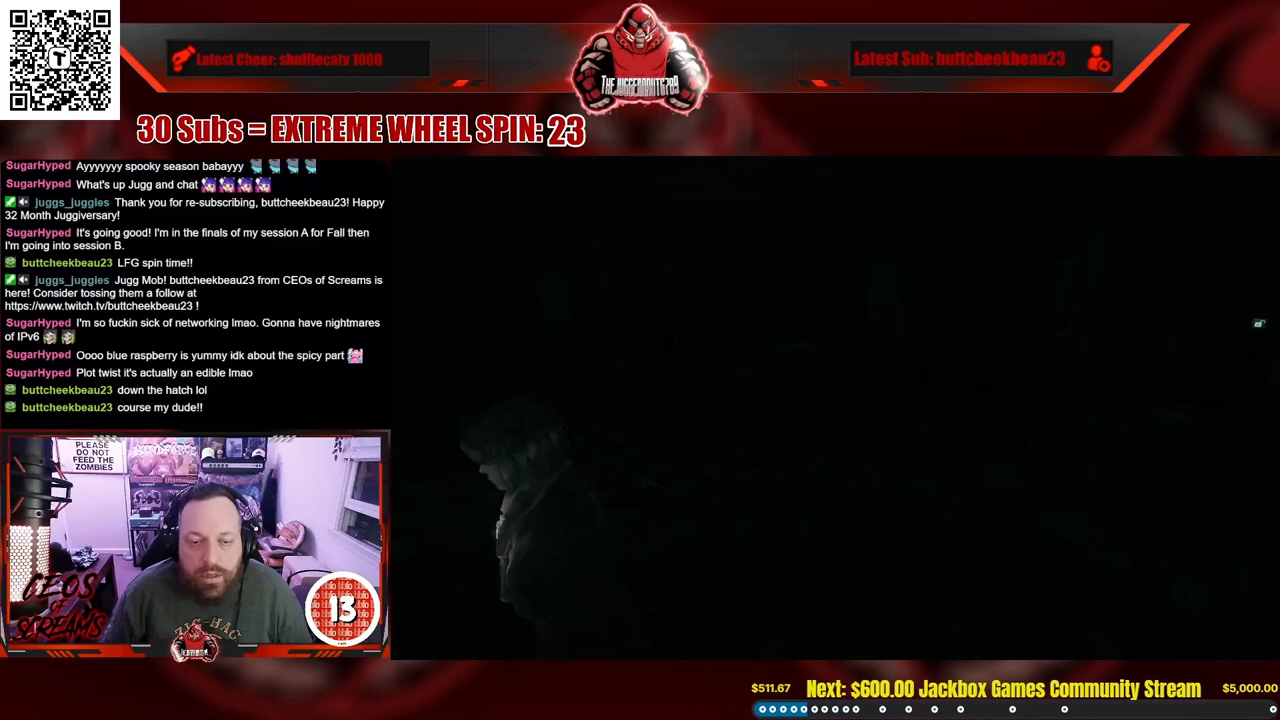 Latest Cheer: shufflecatv 1000
THEJUGGERNAUT6789
Latest Sub: buttcheekbeau23
30 Subs = EXTREME WHEEL SPIN: 23
SugarHyped Ayyyyyyy spooky season babayyy
SugarHyped What's up Jugg and chat
juggs_juggies Thank you for re-subscribing, buttcheekbeau23! Happy
32 Month Juggiversary!
SugarHyped It's going good! I'm in the finals of my session A for Fall then
I'm going into session B.
buttcheekbeau23 LFG spin time!!
juggs_juggies Jugg Mob! buttcheekbeau23 from CEOs of Screams is
here! Consider tossing them a follow at
https://www.twitch.tv/buttcheekbeau23 !
SugarHyped I'm so fuckin sick of networking lmao. Gonna have nightmares
of IPv6
SugarHyped Oooo blue raspberry is yummy idk about the spicy part
SugarHyped Plot twist it's actually an edible lmao
buttcheekbeau23 down the hatch lol
buttcheekbeau23 course my dude!!
PLEASE
DO NOT
FEED THE
ZOMBIES
CEOS
OF
SCREAMS
13
$511.67 Next: $600.00 Jackbox Games Community Stream $5,000.00